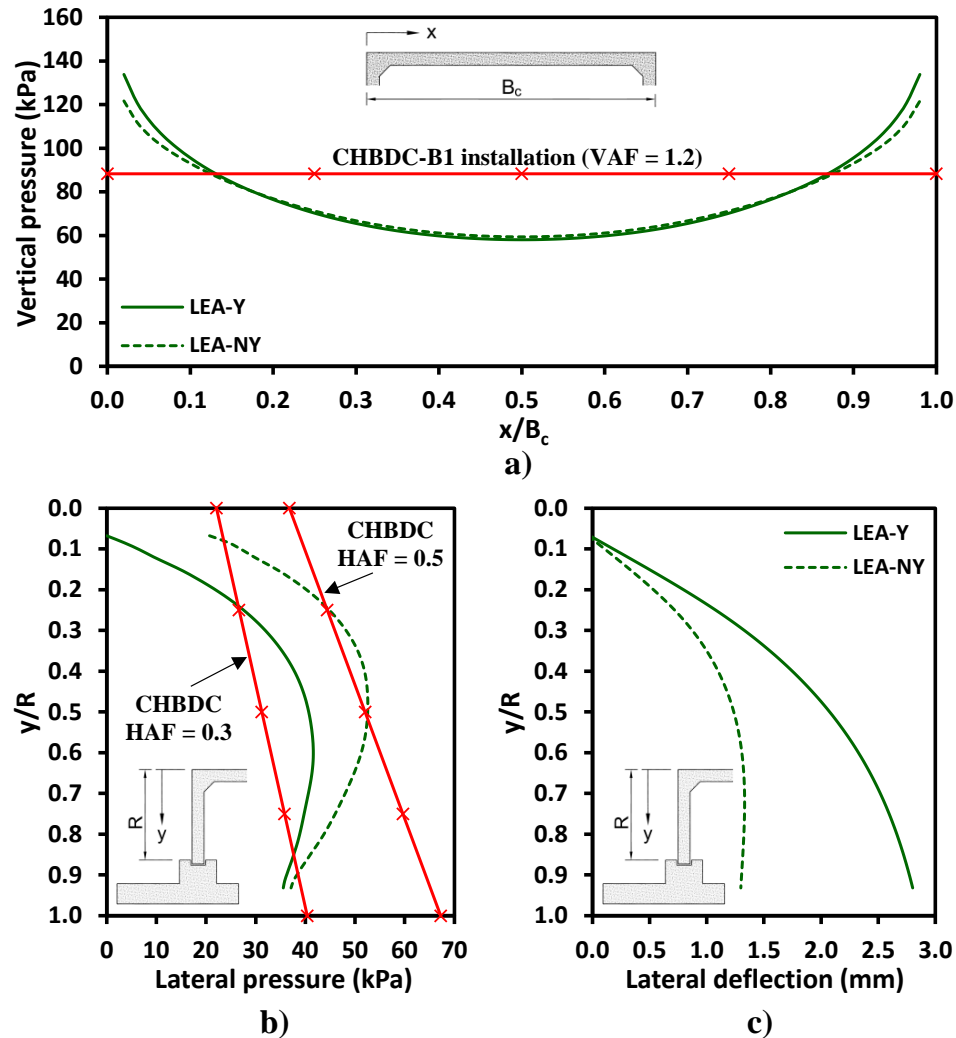 160
140
120
100
80
60
40
20
0
Vertical pressure (kPa)
x
Bc
CHBDC-B1 installation (VAF = 1.2)
LEA-Y
LEA-NY
0.0 0.1 0.2 0.3 0.4 0.5 0.6 0.7 0.8 0.9 1.0
x/Bc
a)
0.0
0.1
0.2
0.3
0.4
0.5
0.6
0.7
0.8
0.9
1.0
y/R
CHBDC
HAF = 0.5
CHBDC
HAF = 0.3
R
y
0 10 20 30 40 50 60 70
Lateral pressure (kPa)
b)
0.0
0.1
0.2
0.3
0.4
0.5
0.6
0.7
0.8
0.9
1.0
y/R
LEA-Y
LEA-NY
R
y
0.0 0.5 1.0 1.5 2.0 2.5 3.0
Lateral deflection (mm)
c)